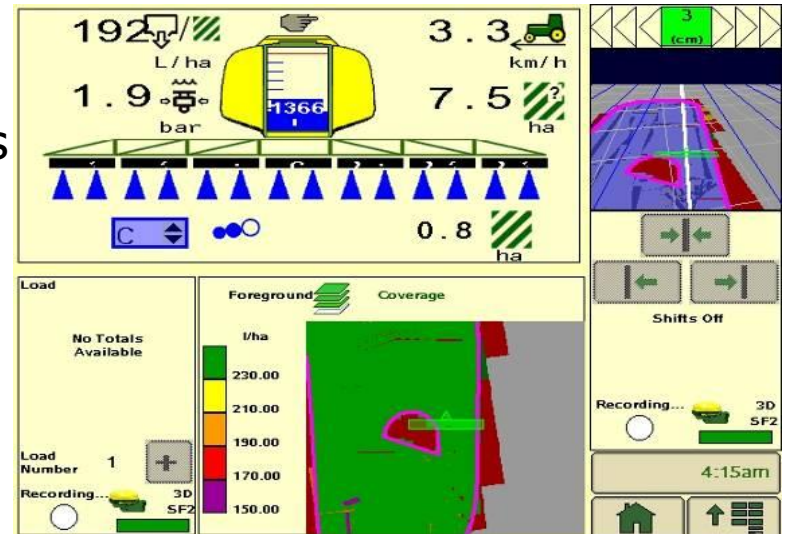 S
192 /
L/ha
1.9
bar
1366
l
3.3
km/h
7.5
?
ha
C
0.8
ha
3
(cm)
Shifts Off
Recording...
3D
SF2
4:15am
Load
No Totals
Available
Load
Number
1
+
Recording...
3D
SF2
Foreground
Coverage
l/ha
230.00
210.00
190.00
170.00
150.00